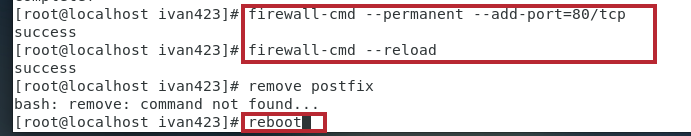 [root@localhost ivan423]# firewall-cmd --permanent --add-port=80/tcp
success
[root@localhost ivan423]# firewall-cmd --reload
success
[root@localhost ivan423]# remove postfix
bash: remove: command not found...
[root@localhost ivan423]# reboot